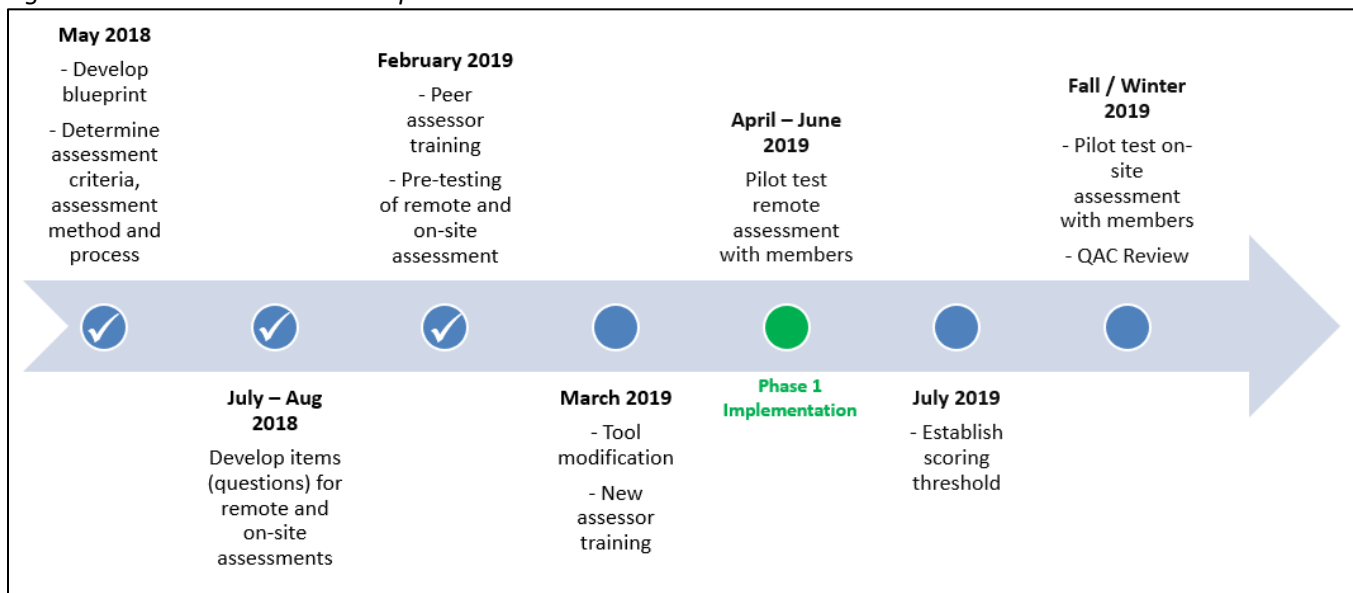 May 2018
- Develop
blueprint
- Determine
assessment
criteria,
assessment
method and
process
July – Aug
2018
Develop items
(questions) for
remote and
on-site
assessments
February 2019
- Peer
assessor
training
- Pre-testing
of remote and
on-site
assessment
March 2019
- Tool
modification
- New
assessor
training
April – June
2019
Pilot test
remote
assessment
with members
Phase 1
Implementation
July 2019
- Establish
scoring
threshold
Fall / Winter
2019
- Pilot test on-
site
assessment
with members
- QAC Review